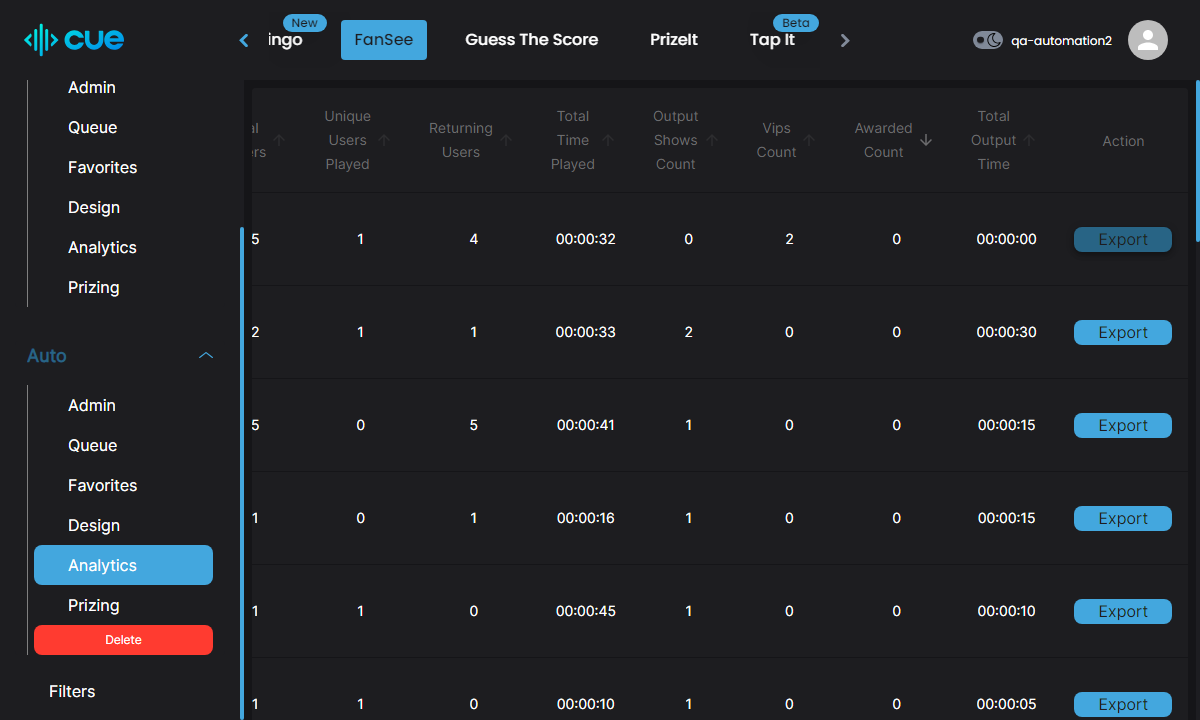 cue
New
ingo
FanSee
Guess The Score
PrizeIt
Beta
Tap It
qa-automation2
Admin
Queue
Favorites
Design
Analytics
Prizing
Auto
Admin
Queue
Favorites
Design
Analytics
Prizing
Delete
Filters
al
ers
Unique
Users
Played
Returning
Users
Total
Time
Played
Output
Shows
Count
Vips
Count
Awarded
Count
Total
Output
Time
Action
5 1 4 00:00:32 0 2 0 00:00:00 Export
2 1 1 00:00:33 2 0 0 00:00:30 Export
5 0 5 00:00:41 1 0 0 00:00:15 Export
1 0 1 00:00:16 1 0 0 00:00:15 Export
1 1 0 00:00:45 1 0 0 00:00:10 Export
1 1 0 00:00:10 1 0 0 00:00:05 Export